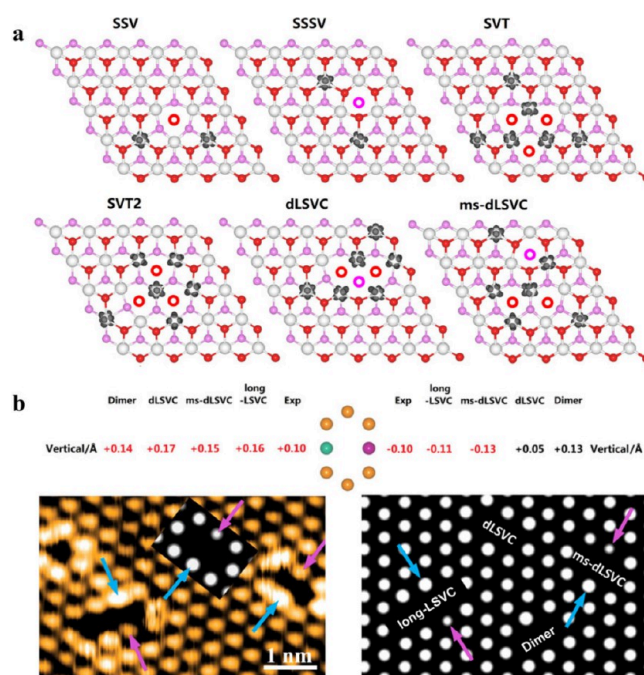 a
SSV SSSV SVT
SVT2 dLSVC ms-dLSVC
b
Dimer dLSVC ms-dLSVC long-LSVC Exp
Exp long-LSVC ms-dLSVC dLSVC Dimer
Vertical/Å +0.14 +0.17 +0.15 +0.16 +0.10
-0.10 -0.11 -0.13 +0.05 +0.13 Vertical/Å
1 nm
dLSVC
ms-dLSVC
long-LSVC
Dimer